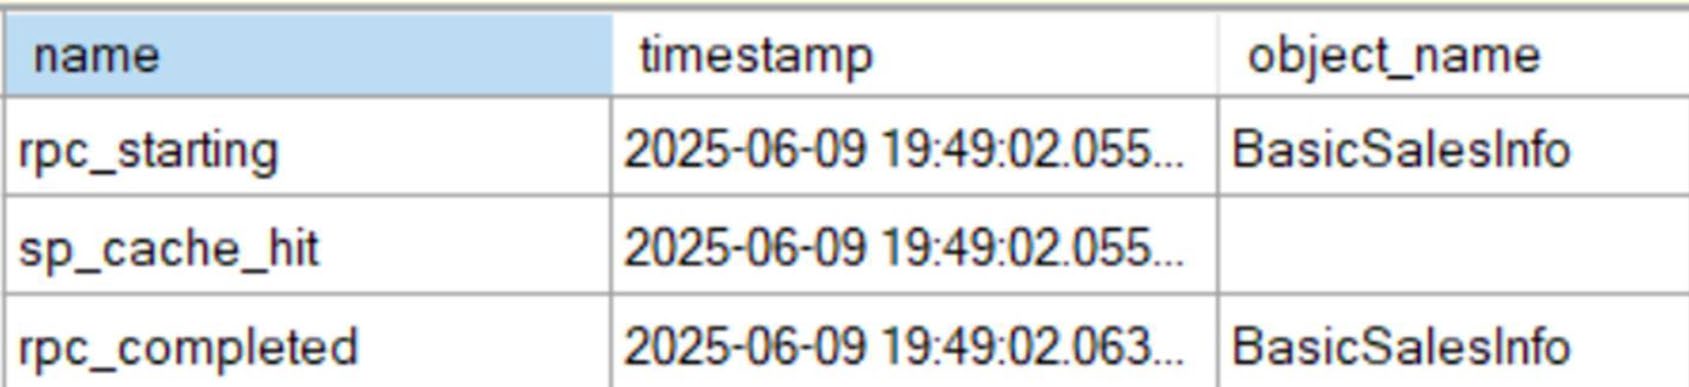 name timestamp object_name
rpc_starting 2025-06-09 19:49:02.055... BasicSalesInfo
sp_cache_hit 2025-06-09 19:49:02.055...
rpc_completed 2025-06-09 19:49:02.063... BasicSalesInfo